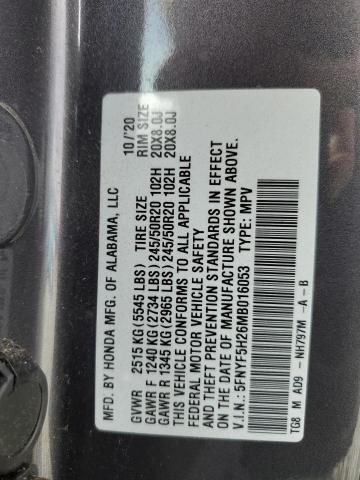 MFD. BY HONDA MFG. OF ALABAMA, LLC 10/'20
GVWR 2515 KG (5545 LBS) TIRE SIZE RIM SIZE
GAWR F 1240 KG (2734 LBS) 245/50R20 102H 20X8.0J
GAWR R 1345 KG (2965 LBS) 245/50R20 102H 20X8.0J
THIS VEHICLE CONFORMS TO ALL APPLICABLE
FEDERAL MOTOR VEHICLE SAFETY
AND THEFT PREVENTION STANDARDS IN EFFECT
ON THE DATE OF MANUFACTURE SHOWN ABOVE.
V.I.N.: 5FNYF5H26MB016053 TYPE: MPV
TG8 M AD9 - NH797M -A -B